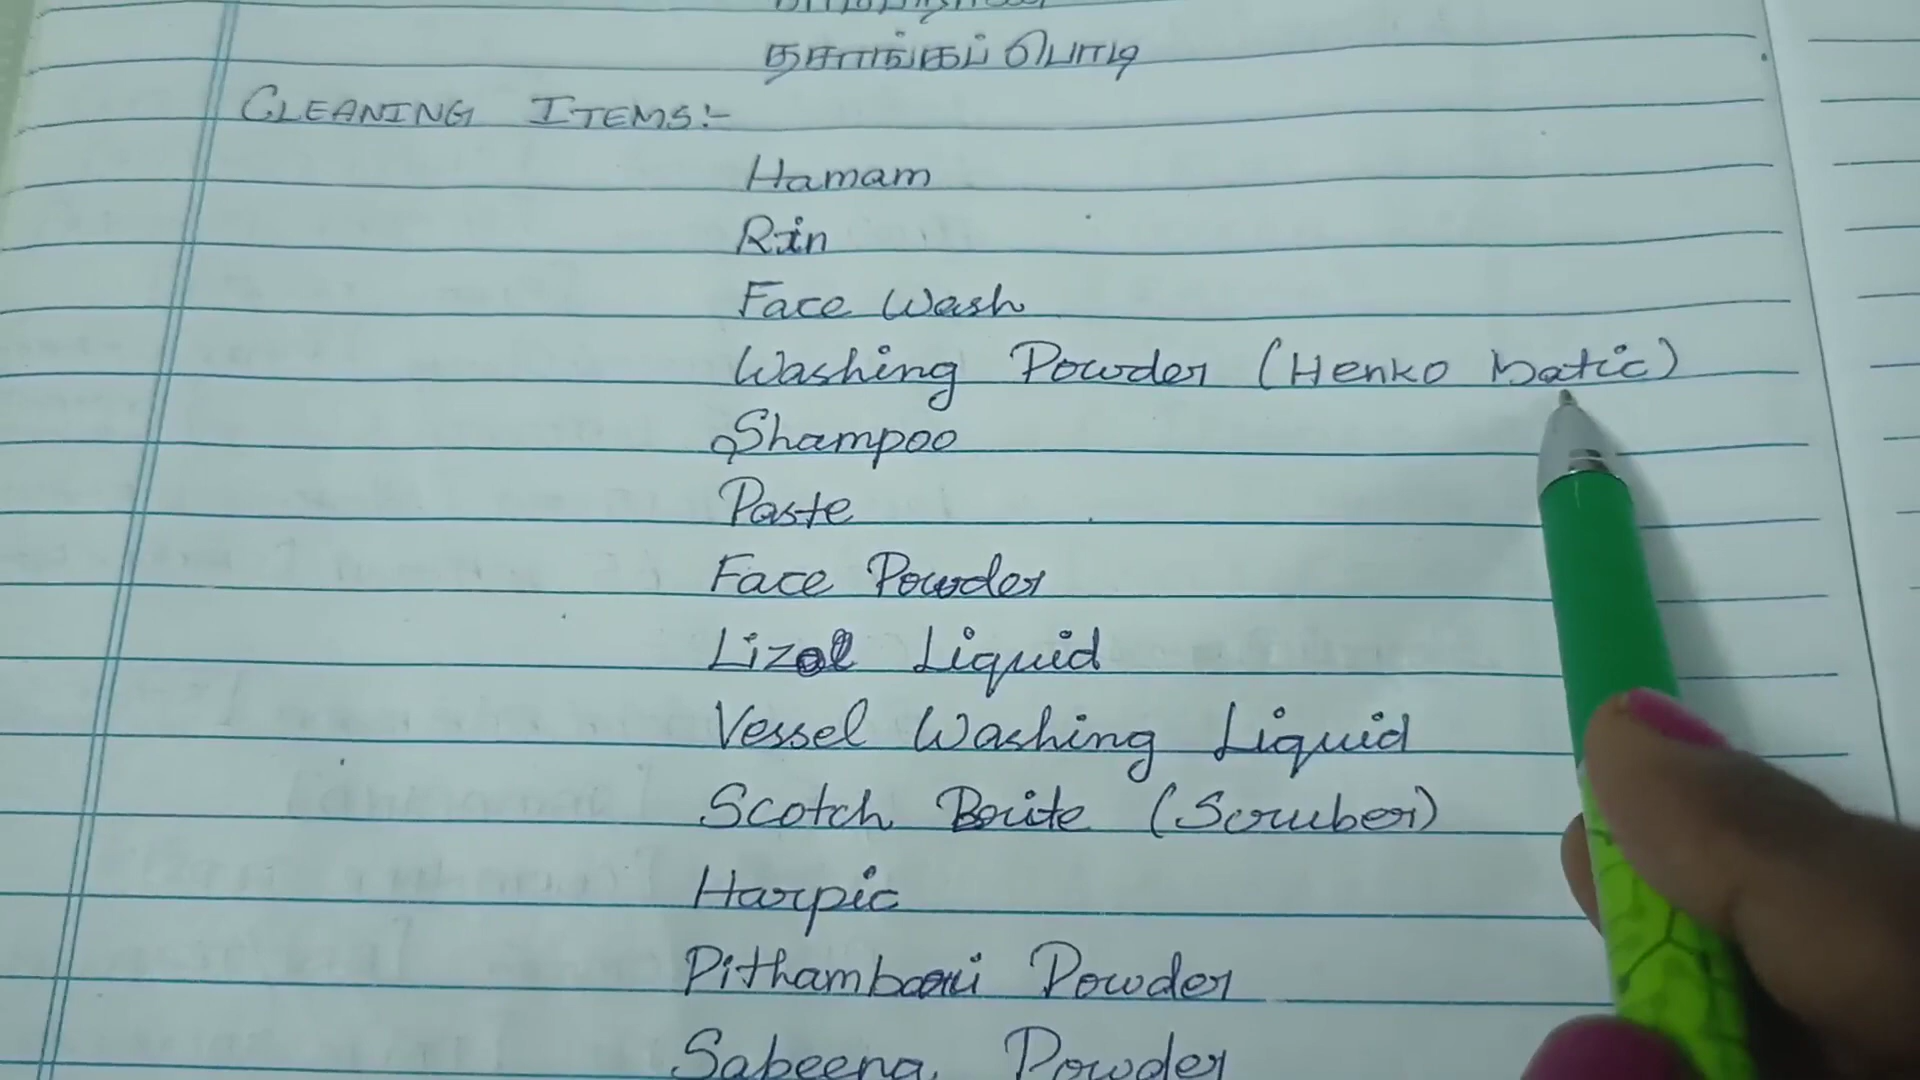 தசாங்கப் பொடி
CLEANING ITEMS:-
Hamam
Rin
Face Wash
Washing Powder (Henko Matic)
Shampoo
Paste
Face Powder
Lizol Liquid
Vessel Washing Liquid
Scotch Brite (Scruber)
Harpic
Pithambari Powder
Sabeena Powder